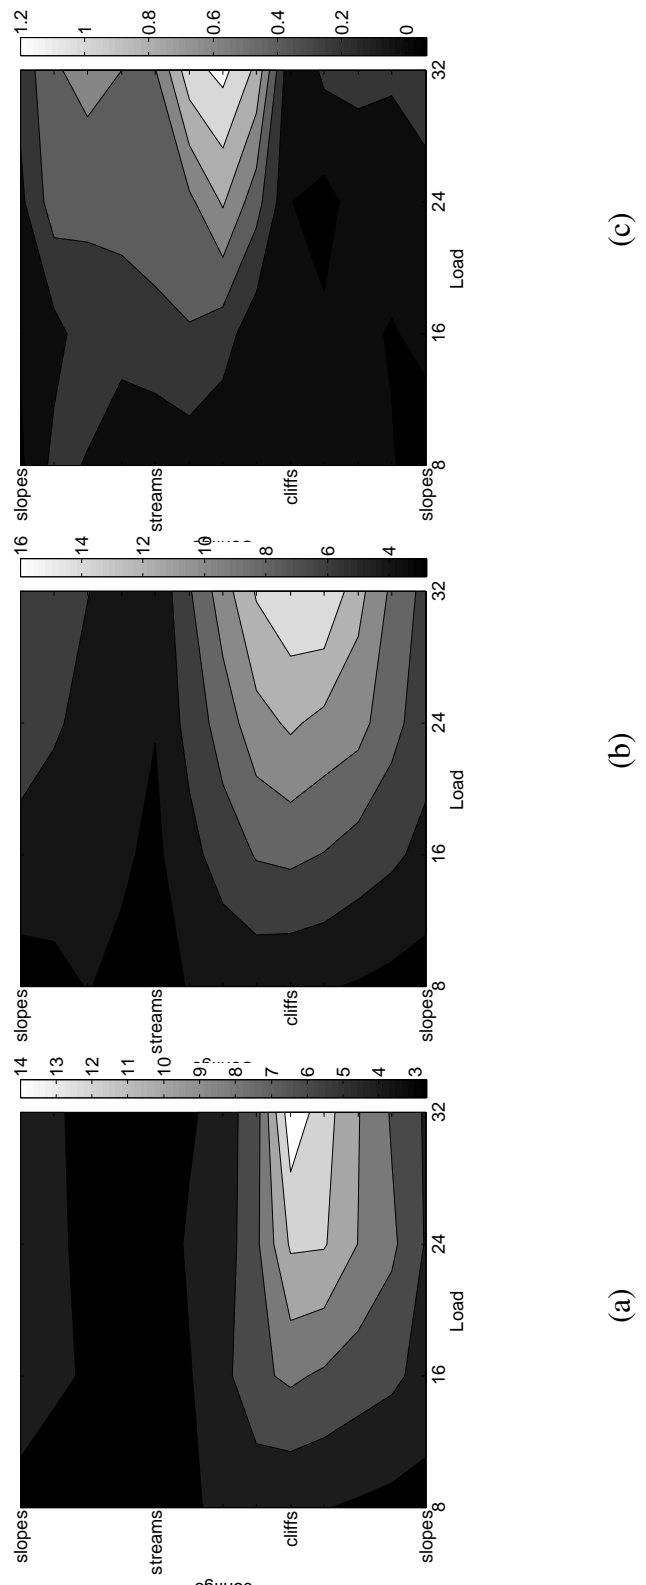 1.2
1
0.8
0.6
0.4
0.2
0
32
24
16
8
Load
slopes
streams
cliffs
slopes
(c)
16
14
12
10
8
6
4
32
24
16
8
Load
slopes
streams
cliffs
slopes
(b)
14
13
12
11
10
9
8
7
6
5
4
3
32
24
16
8
Load
slopes
streams
cliffs
slopes
(a)